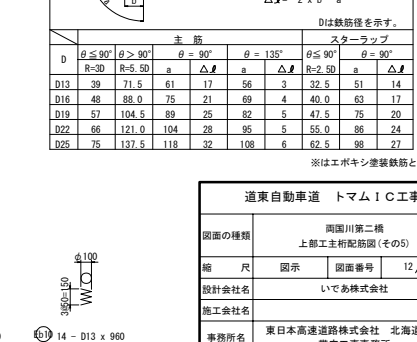 Dは鉄筋径を示す。
主 筋 スターラップ
D θ≦90° θ＞90° θ = 90° θ = 135° θ≦ 90° θ = 90°
R=3D R=5.5D a △ℓ a △ℓ R=2.5D a △ℓ
D13 39 71.5 61 17 56 3 32.5 51 14
D16 48 88.0 75 21 69 4 40.0 63 17
D19 57 104.5 89 25 82 5 47.5 75 20
D22 66 121.0 104 28 95 5 55.0 86 24
D25 75 137.5 118 32 108 6 62.5 98 27
※はエポキシ塗装鉄筋と
道東自動車道 トマムＩＣ工事
図面の種類 両国川第二橋
上部工主桁配筋図(その5)
縮 尺 図示 図面番号 12
設計会社名 いであ株式会社
施工会社名
事務所名 東日本高速道路株式会社 北海道
φ100
3@50=150
14 - D13 x 960